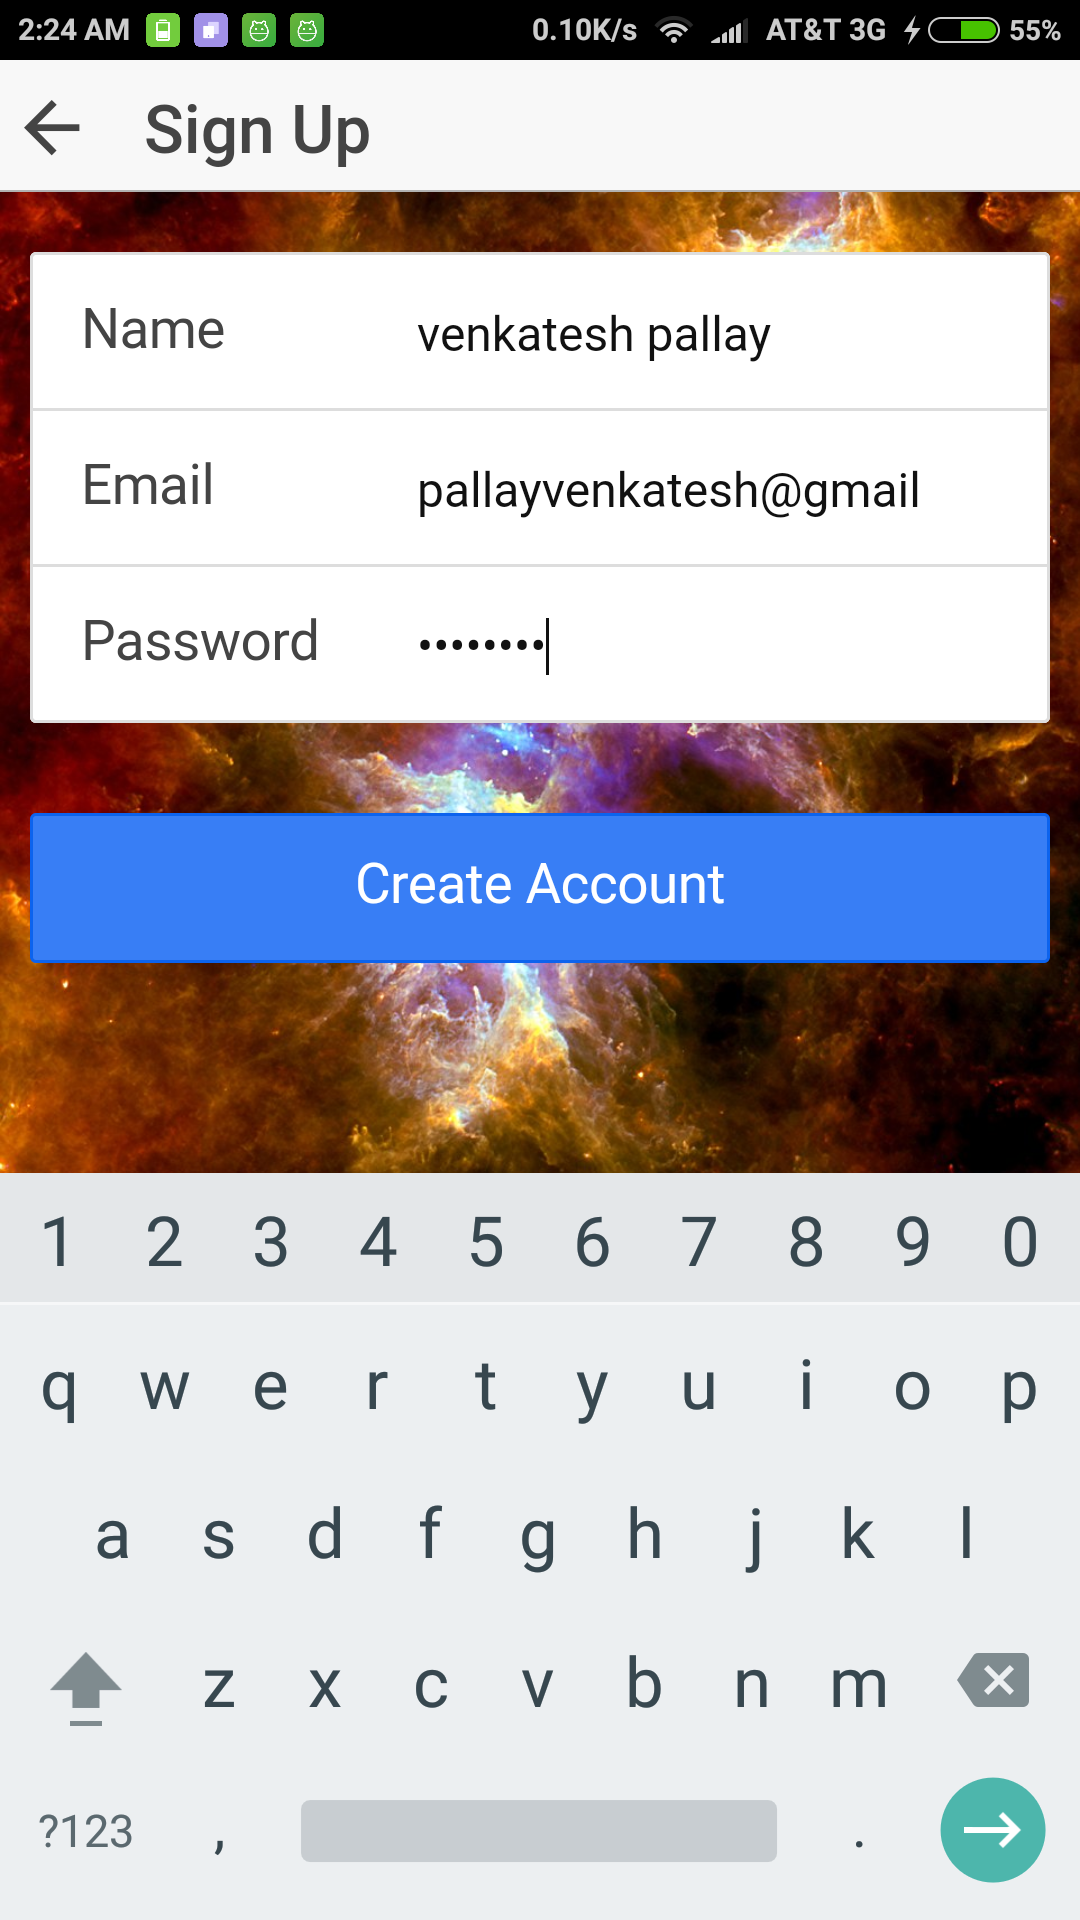 2:24 AM 0.10K/s AT&T 3G 55%
Sign Up
Name venkatesh pallay
Email pallayvenkatesh@gmail
Password ••••••••
Create Account
1 2 3 4 5 6 7 8 9 0
q w e r t y u i o p
a s d f g h j k l
z x c v b n m
?123 , .